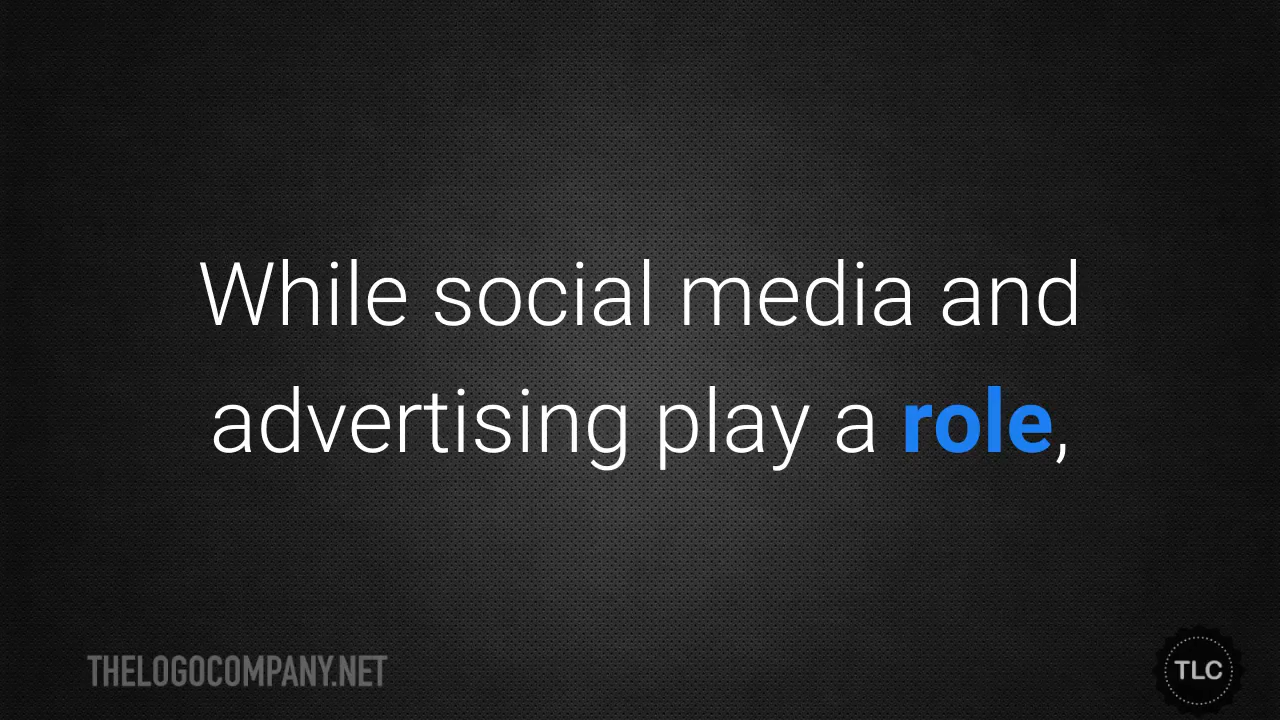 While social media and
advertising play a role,
THELOGOCOMPANY.NET
TLC